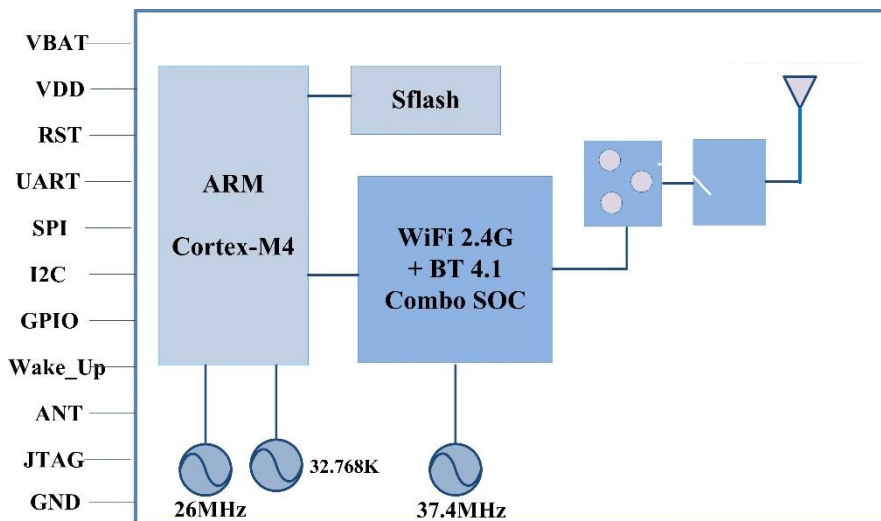 VBAT
VDD
RST
UART
SPI
I2C
GPIO
Wake_Up
ANT
JTAG
GND
ARM
Cortex-M4
Sflash
WiFi 2.4G
+ BT 4.1
Combo SOC
26MHz
32.768K
37.4MHz